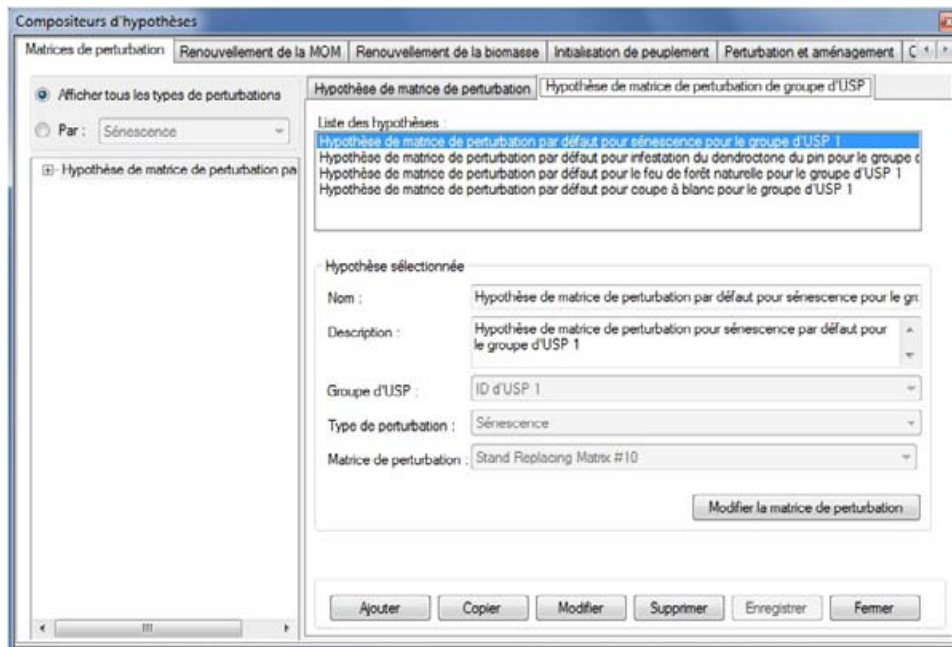 Compositeurs d'hypothèses
Matrices de perturbation
Renouvellement de la MOM
Renouvellement de la biomasse
Initialisation de peuplement
Perturbation et aménagement
Afficher tous les types de perturbations
Par : Sénescence
Hypothèse de matrice de perturbation pa
Hypothèse de matrice de perturbation
Hypothèse de matrice de perturbation de groupe d'USP
Liste des hypothèses
Hypothèse de matrice de perturbation par défaut pour sénescence pour le groupe d'USP 1
Hypothèse de matrice de perturbation par défaut pour infestation du dendroctone du pin pour le groupe
Hypothèse de matrice de perturbation par défaut pour le feu de forêt naturelle pour le groupe d'USP 1
Hypothèse de matrice de perturbation par défaut pour coupe à blanc pour le groupe d'USP 1
Hypothèse sélectionnée
Nom : Hypothèse de matrice de perturbation par défaut pour sénescence pour le gr
Description : Hypothèse de matrice de perturbation pour sénescence par défaut pour
le groupe d'USP 1
Groupe d'USP : ID d'USP 1
Type de perturbation : Sénescence
Matrice de perturbation : Stand Replacing Matrix #10
Modifier la matrice de perturbation
Ajouter
Copier
Modifier
Supprimer
Enregistrer
Fermer